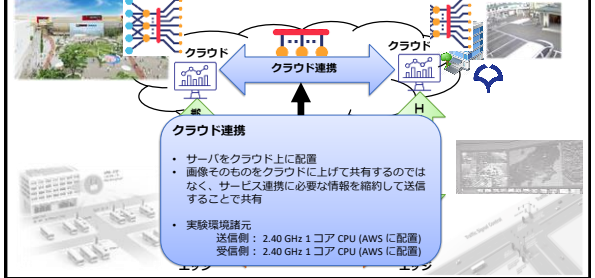 クラウド
クラウド
クラウド連携
H
クラウド連携
• サーバをクラウド上に配置
• 画像そのものをクラウドに上げて共有するのでは
なく、サービス連携に必要な情報を縮約して送信
することで共有
• 実験環境諸元
送信側： 2.40 GHz 1 コア CPU (AWS に配置)
受信側： 2.40 GHz 1 コア CPU (AWS に配置)
エッジ
エッジ